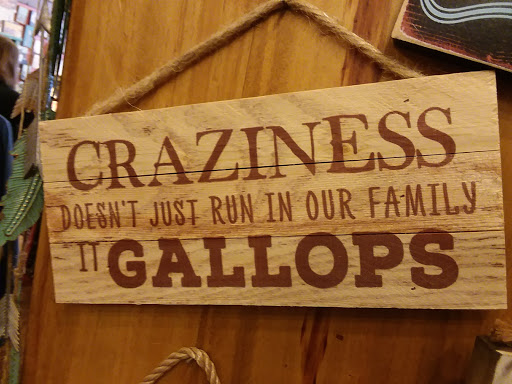 CRAZINESS
DOESN'T JUST RUN IN OUR FAMILY
IT GALLOPS